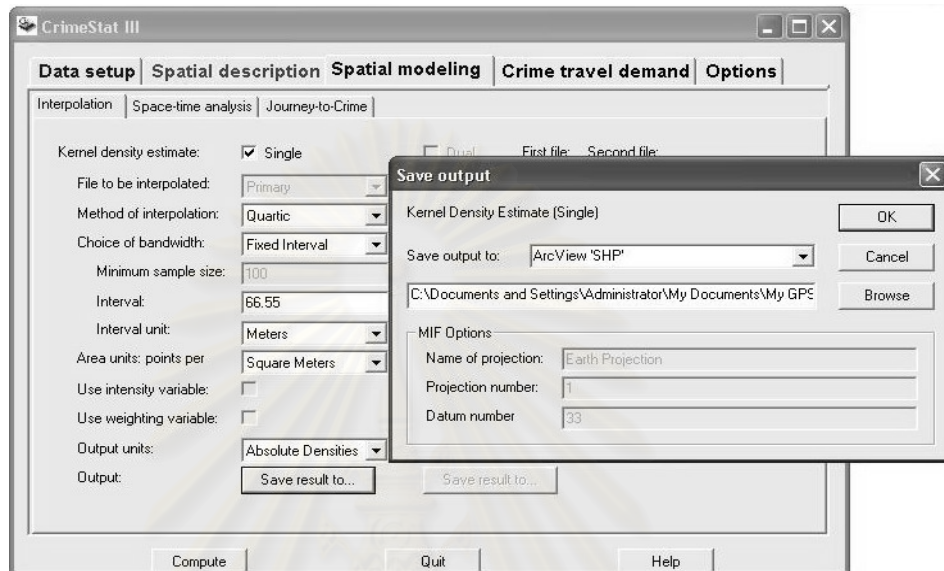 CrimeStat III
Data setup Spatial description Spatial modeling Crime travel demand Options
Interpolation Space-time analysis Journey-to-Crime
Kernel density estimate: Single Dual First file: Second file:
File to be interpolated: Primary
Method of interpolation: Quartic
Choice of bandwidth: Fixed Interval
Minimum sample size: 100
Interval: 66.55
Interval unit: Meters
Area units: points per Square Meters
Use intensity variable:
Use weighting variable:
Output units: Absolute Densities
Output: Save result to... Save result to...
Compute Quit Help
Save output
Kernel Density Estimate (Single) OK
Save output to: ArcView 'SHP' Cancel
C:\Documents and Settings\Administrator\My Documents\My GPS Browse
MIF Options
Name of projection: Earth Projection
Projection number: 1
Datum number 33